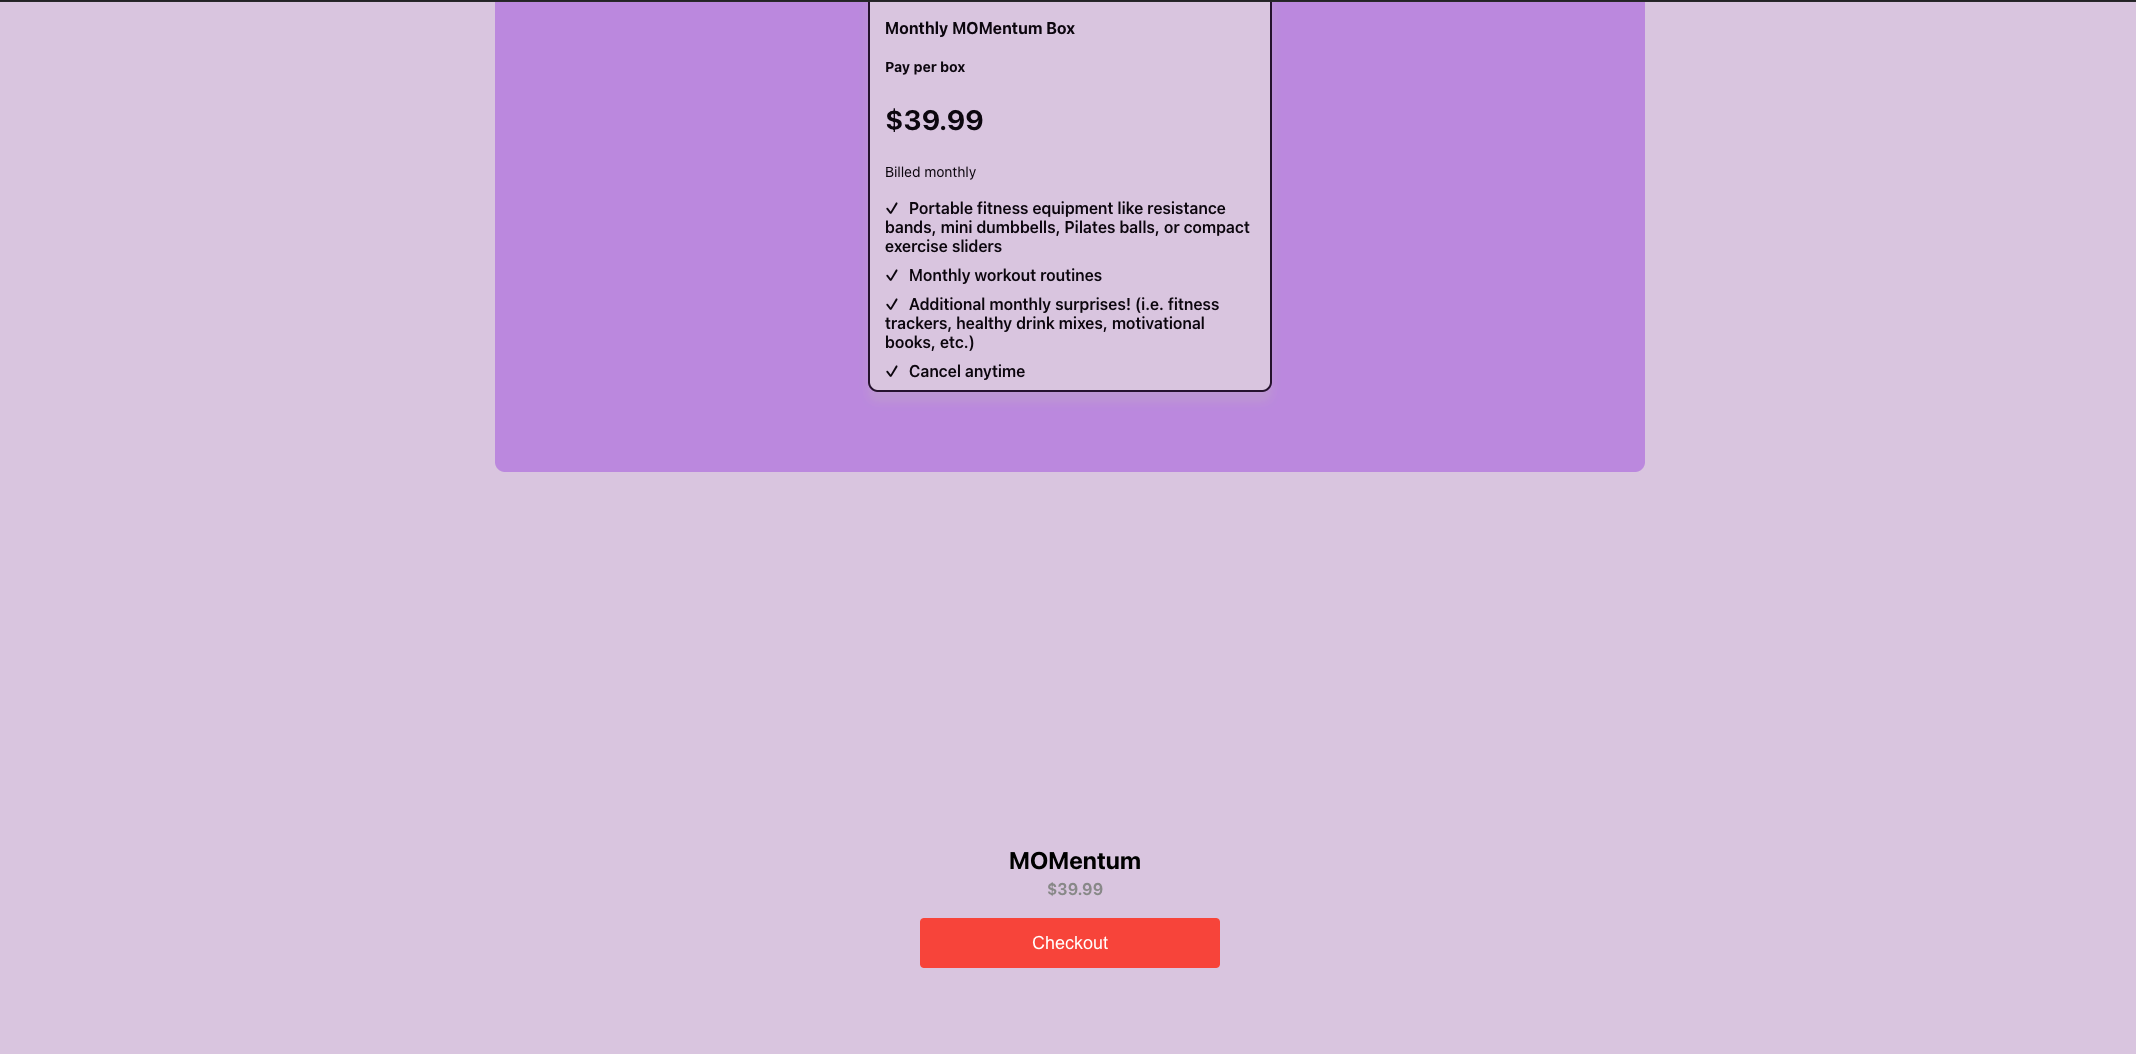 Monthly MOMentum Box
Pay per box
$39.99
Billed monthly
✓ Portable fitness equipment like resistance
bands, mini dumbbells, Pilates balls, or compact
exercise sliders
✓ Monthly workout routines
✓ Additional monthly surprises! (i.e. fitness
trackers, healthy drink mixes, motivational
books, etc.)
✓ Cancel anytime
MOMentum
$39.99
Checkout